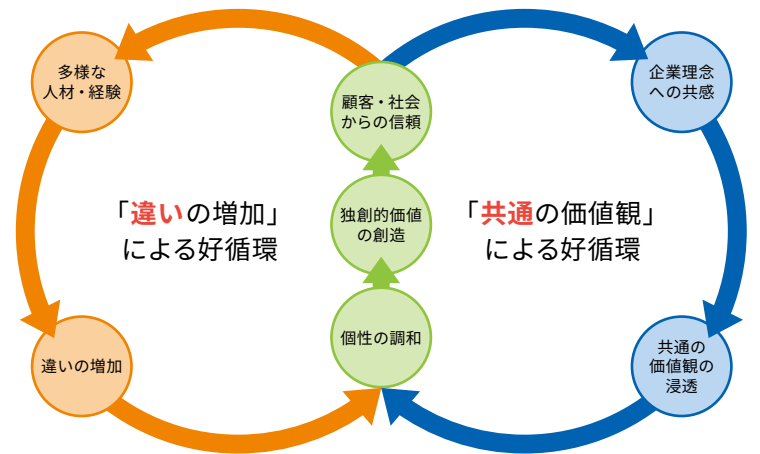 多様な
人材・経験
違いの増加
「違いの増加」
による好循環
顧客・社会
からの信頼
独創的価値
の創造
個性の調和
「共通の価値観」
による好循環
企業理念
への共感
共通の
価値観の
浸透